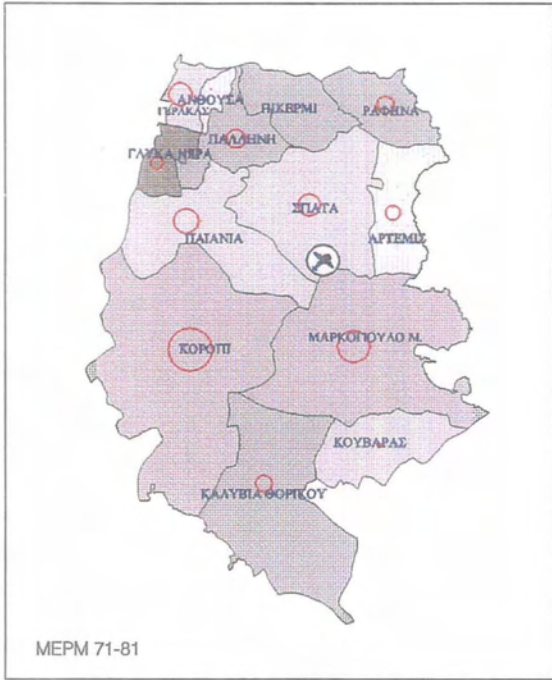 ΑΝΘΟΥΣΑ
ΓΕΡΑΚΑΣ
ΠΙΚΕΡΜΙ
ΡΑΦΗΝΑ
ΠΑΛΛΗΝΗ
ΓΛΥΚΑ ΝΕΡΑ
ΣΠΑΤΑ
ΠΑΙΑΝΙΑ
ΑΡΤΕΜΙΣ
ΚΟΡΩΠΙ
ΜΑΡΚΟΠΟΥΛΟ Μ.
ΚΟΥΒΑΡΑΣ
ΚΑΛΥΒΙΑ ΘΟΡΙΚΟΥ
ΜΕΡΜ 71-81